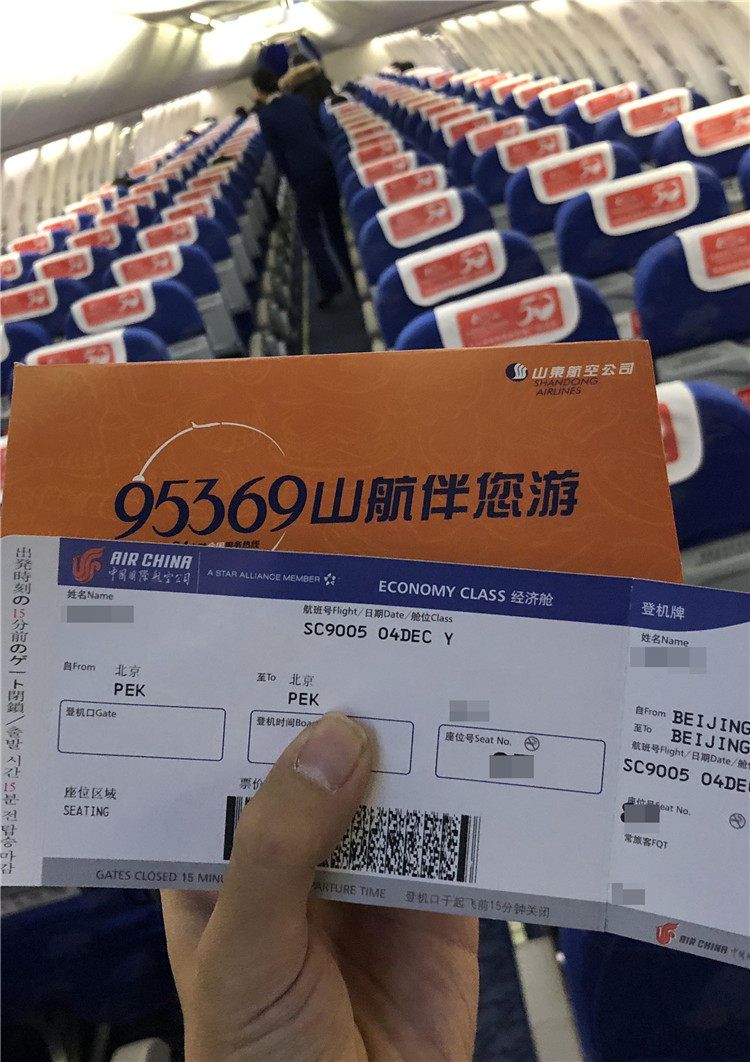 山東航空公司
SHANDONG
AIRLINES
95369山航伴您游
出発時刻の15分前のゲート閉鎖/출발 시간 15분 전 탑승 마감
AIR CHINA
中国国際航空公司
A STAR ALLIANCE MEMBER
ECONOMY CLASS 经济舱
姓名Name
航班号Flight/日期Date/舱位Class
SC9005 04DEC Y
自From 北京
PEK
至To 北京
PEK
登机口Gate
登机时间
座位号Seat No.
座位区域
SEATING
票价
GATES CLOSED 15
TIME
登机口于起飞前15分钟关闭
登机牌
姓名Name
自From BEIJING
至To BEIJING
航班号Flight/日期Date
SC9005
座位号Seat No.
常旅客FQT
AIR CHINA
50